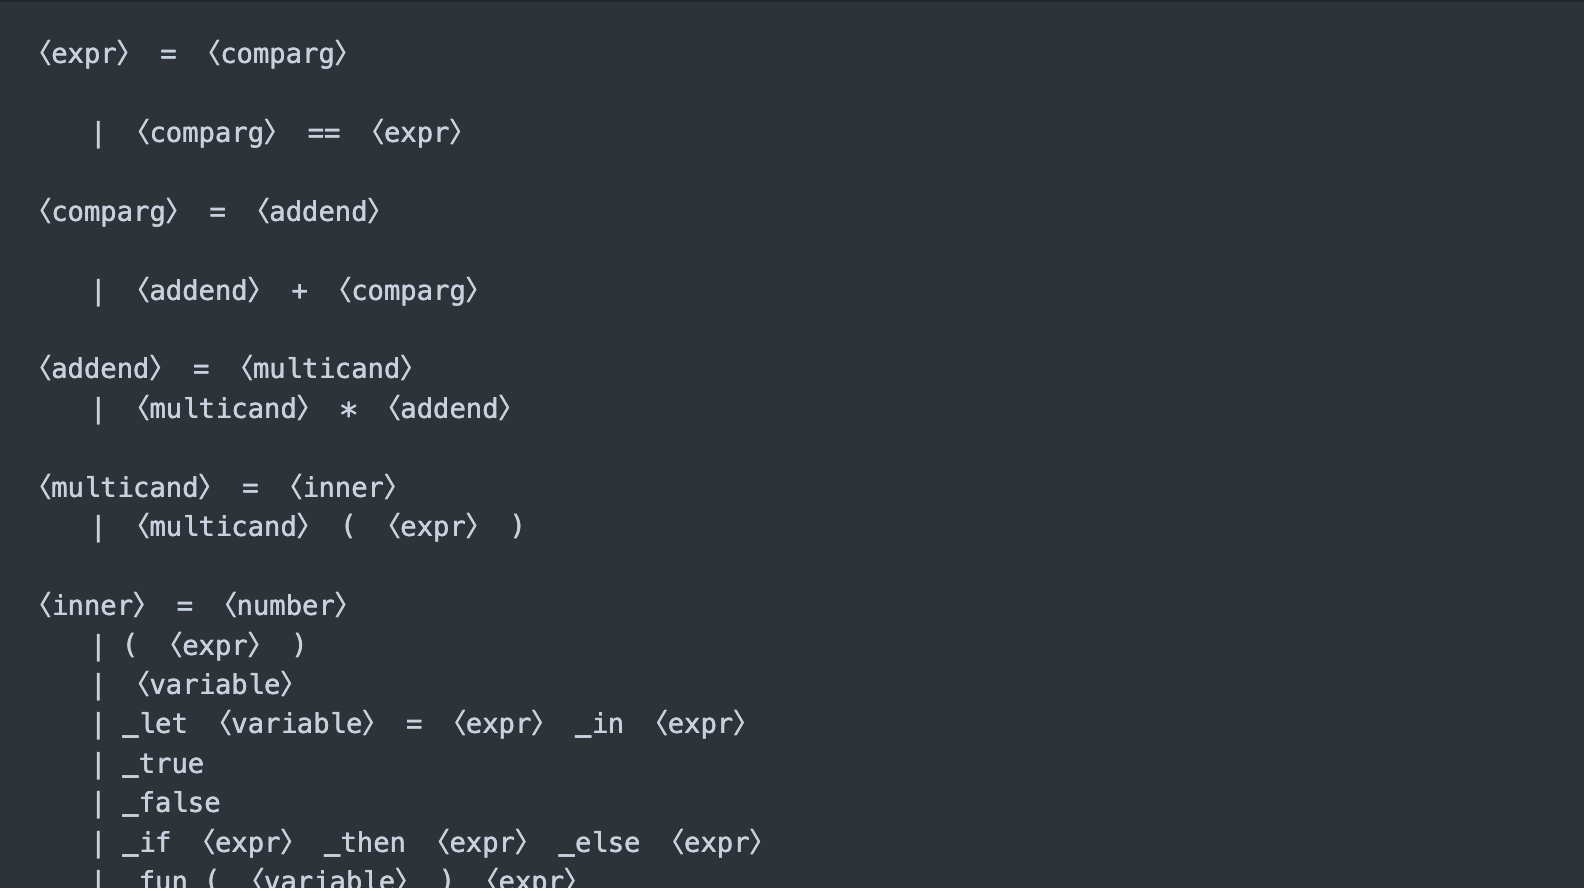 〈expr〉 = 〈comparg〉
| 〈comparg〉 == 〈expr〉
〈comparg〉 = 〈addend〉
| 〈addend〉 + 〈comparg〉
〈addend〉 = 〈multicand〉
| 〈multicand〉 * 〈addend〉
〈multicand〉 = 〈inner〉
| 〈multicand〉 ( 〈expr〉 )
〈inner〉 = 〈number〉
| ( 〈expr〉 )
| 〈variable〉
| _let 〈variable〉 = 〈expr〉 _in 〈expr〉
| _true
| _false
| _if 〈expr〉 _then 〈expr〉 _else 〈expr〉
| _fun ( 〈variable〉 ) 〈expr〉